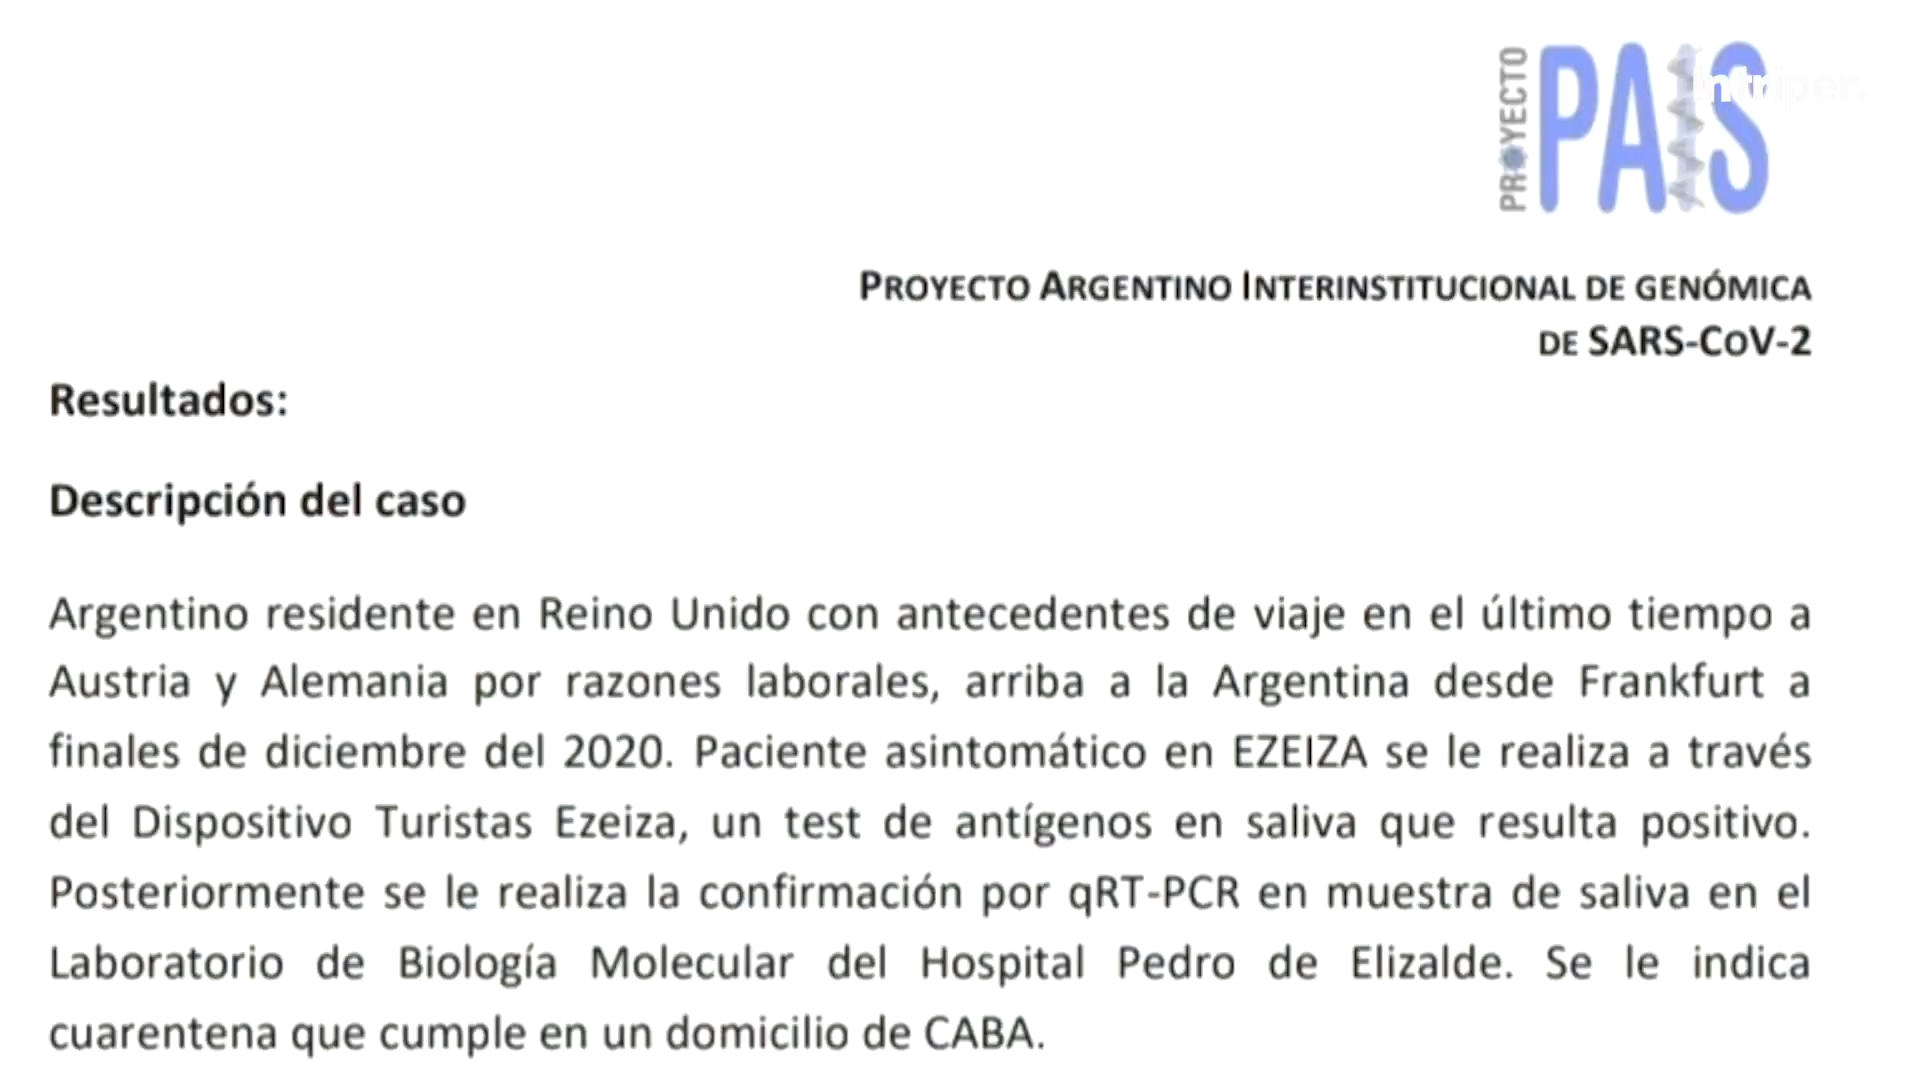 PROYECTO
PAIS
intriper.
PROYECTO ARGENTINO INTERINSTITUCIONAL DE GENÓMICA
DE SARS-COV-2
Resultados:
Descripción del caso
Argentino residente en Reino Unido con antecedentes de viaje en el último tiempo a
Austria y Alemania por razones laborales, arriba a la Argentina desde Frankfurt a
finales de diciembre del 2020. Paciente asintomático en EZEIZA se le realiza a través
del Dispositivo Turistas Ezeiza, un test de antígenos en saliva que resulta positivo.
Posteriormente se le realiza la confirmación por qRT-PCR en muestra de saliva en el
Laboratorio de Biología Molecular del Hospital Pedro de Elizalde. Se le indica
cuarentena que cumple en un domicilio de CABA.